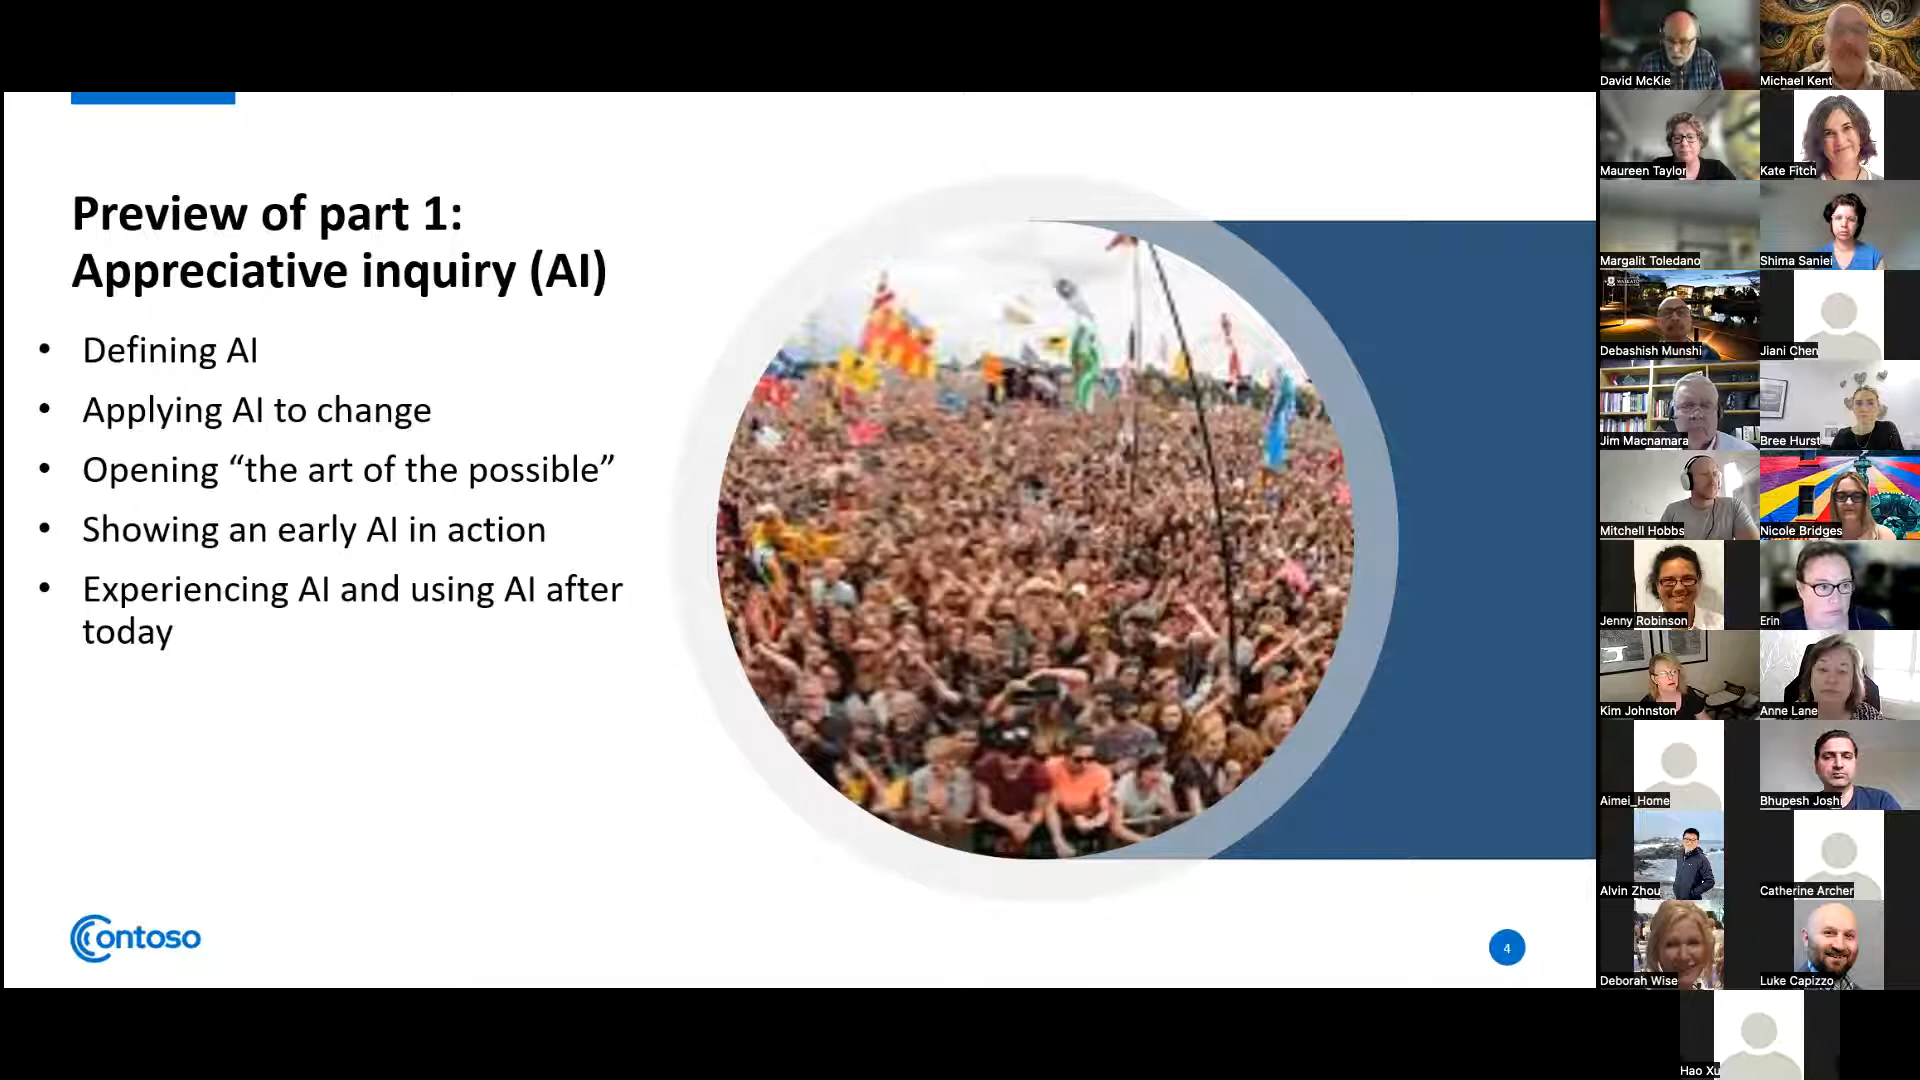 Preview of part 1:
Appreciative inquiry (AI)
• Defining AI
• Applying AI to change
• Opening “the art of the possible”
• Showing an early AI in action
• Experiencing AI and using AI after
today
Contoso
4
David McKie
Michael Kent
Maureen Taylor
Kate Fitch
Margalit Toledano
Shima Saniei
WAIKATO
Debashish Munshi
Jiani Chen
Jim Macnamara
Bree Hurst
Mitchell Hobbs
Nicole Bridges
Jenny Robinson
Erin
Kim Johnston
Anne Lane
Aimei_Home
Bhupesh Joshi
Alvin Zhou
Catherine Archer
Deborah Wise
Luke Capizzo
Hao Xu